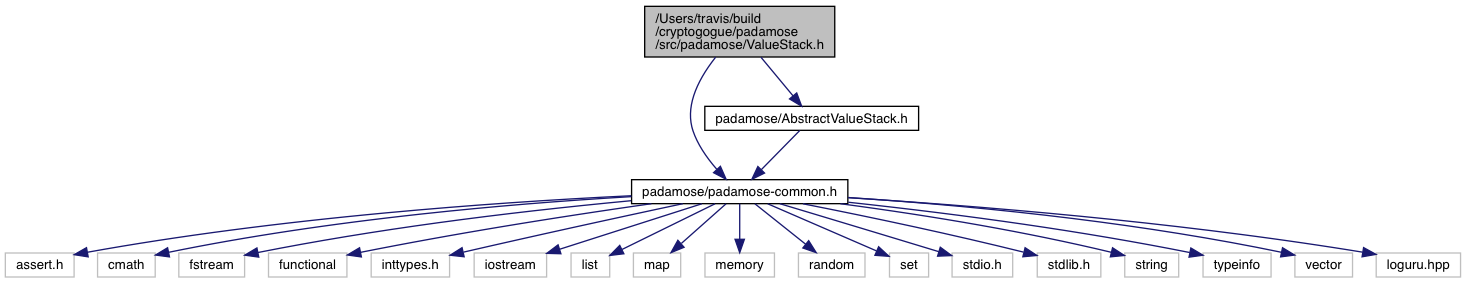 /Users/travis/build
/cryptogogue/padamose
/src/padamose/ValueStack.h
padamose/AbstractValueStack.h
padamose/padamose-common.h
assert.h
cmath
fstream
functional
inttypes.h
iostream
list
map
memory
random
set
stdio.h
stdlib.h
string
typeinfo
vector
loguru.hpp